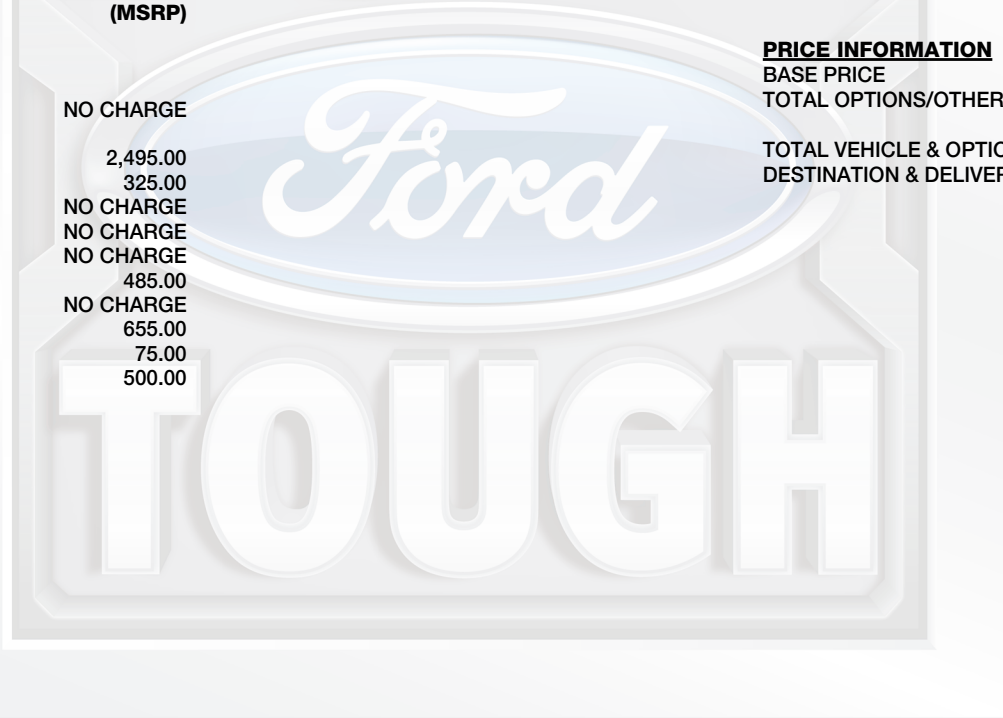 (MSRP)
NO CHARGE
2,495.00
325.00
NO CHARGE
NO CHARGE
NO CHARGE
485.00
NO CHARGE
655.00
75.00
500.00
PRICE INFORMATION
BASE PRICE
TOTAL OPTIONS/OTHER
TOTAL VEHICLE & OPTIO
DESTINATION & DELIVER
Ford
TOUGH